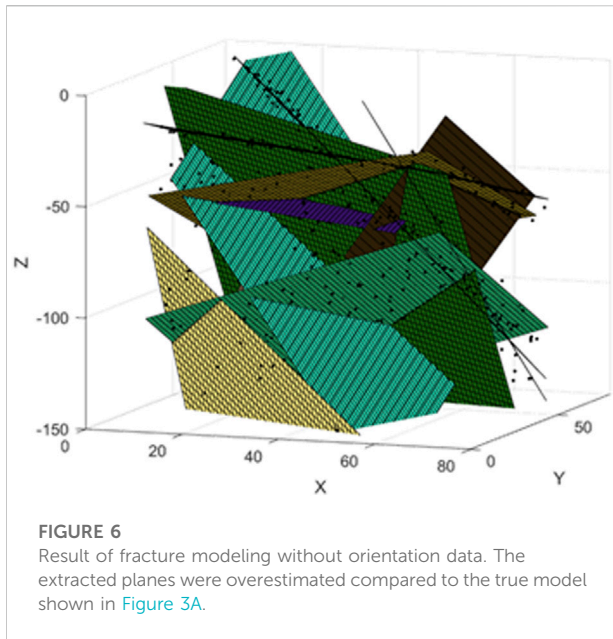 0
-50
-100
-150
Z
0
20
40
60
80
X
0
50
Y
FIGURE 6
Result of fracture modeling without orientation data. The
extracted planes were overestimated compared to the true model
shown in Figure 3A.